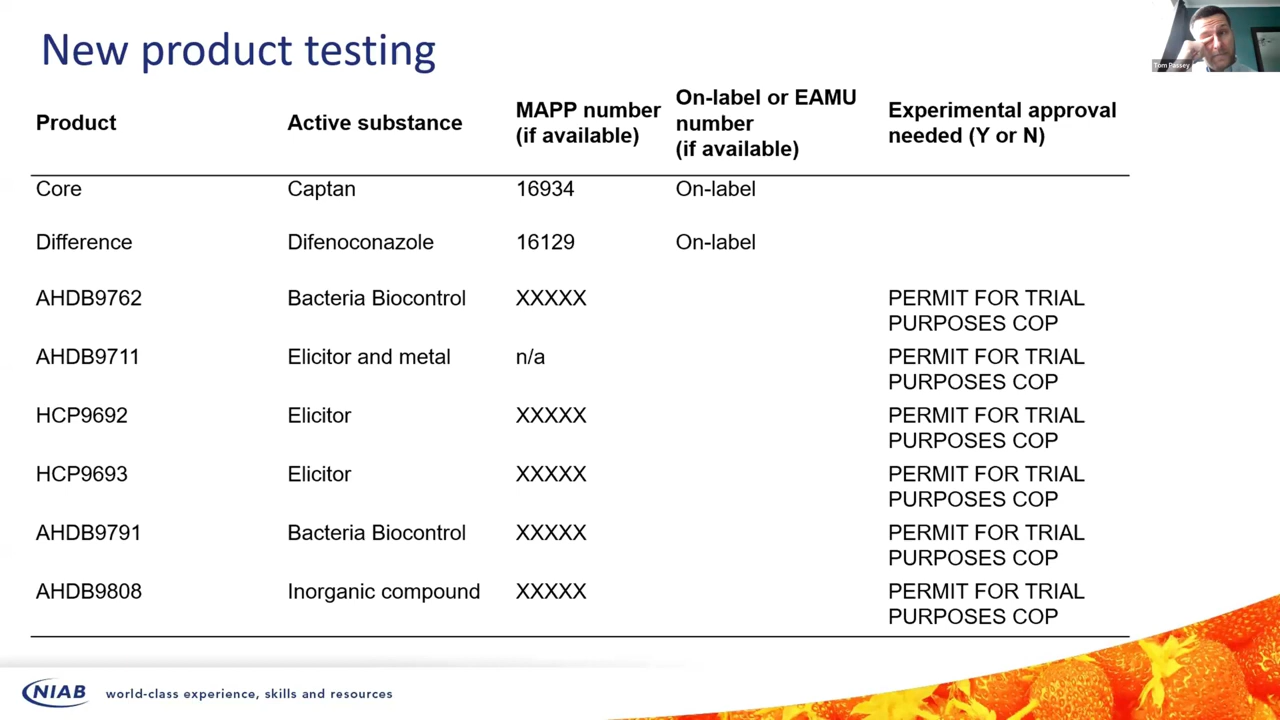 New product testing
Tom Passey
Product Active substance MAPP number (if available) On-label or EAMU number (if available) Experimental approval needed (Y or N)
Core Captan 16934 On-label
Difference Difenoconazole 16129 On-label
AHDB9762 Bacteria Biocontrol XXXXX PERMIT FOR TRIAL PURPOSES COP
AHDB9711 Elicitor and metal n/a PERMIT FOR TRIAL PURPOSES COP
HCP9692 Elicitor XXXXX PERMIT FOR TRIAL PURPOSES COP
HCP9693 Elicitor XXXXX PERMIT FOR TRIAL PURPOSES COP
AHDB9791 Bacteria Biocontrol XXXXX PERMIT FOR TRIAL PURPOSES COP
AHDB9808 Inorganic compound XXXXX PERMIT FOR TRIAL PURPOSES COP
NIAB world-class experience, skills and resources